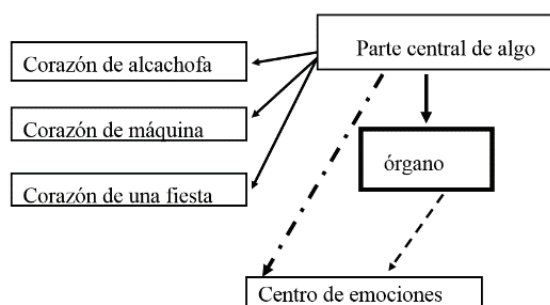 Parte central de algo
Corazón de alcachofa
Corazón de máquina
órgano
Corazón de una fiesta
Centro de emociones